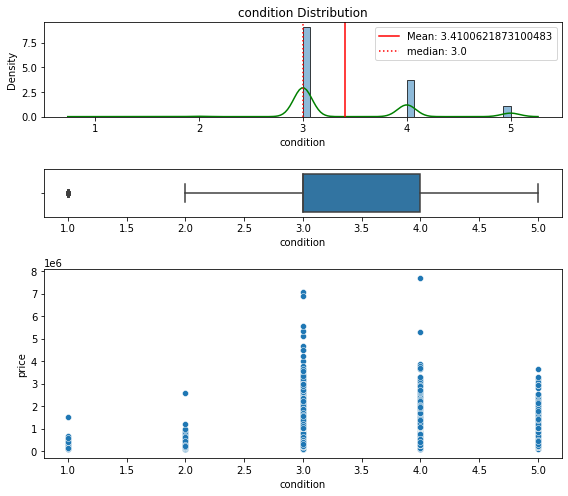 condition Distribution
Mean: 3.4100621873100483
median: 3.0
Density
7.5
5.0
2.5
0.0
1 2 3 4 5
condition
1.0 1.5 2.0 2.5 3.0 3.5 4.0 4.5 5.0
condition
1e6
price
8
7
6
5
4
3
2
1
0
1.0 1.5 2.0 2.5 3.0 3.5 4.0 4.5 5.0
condition